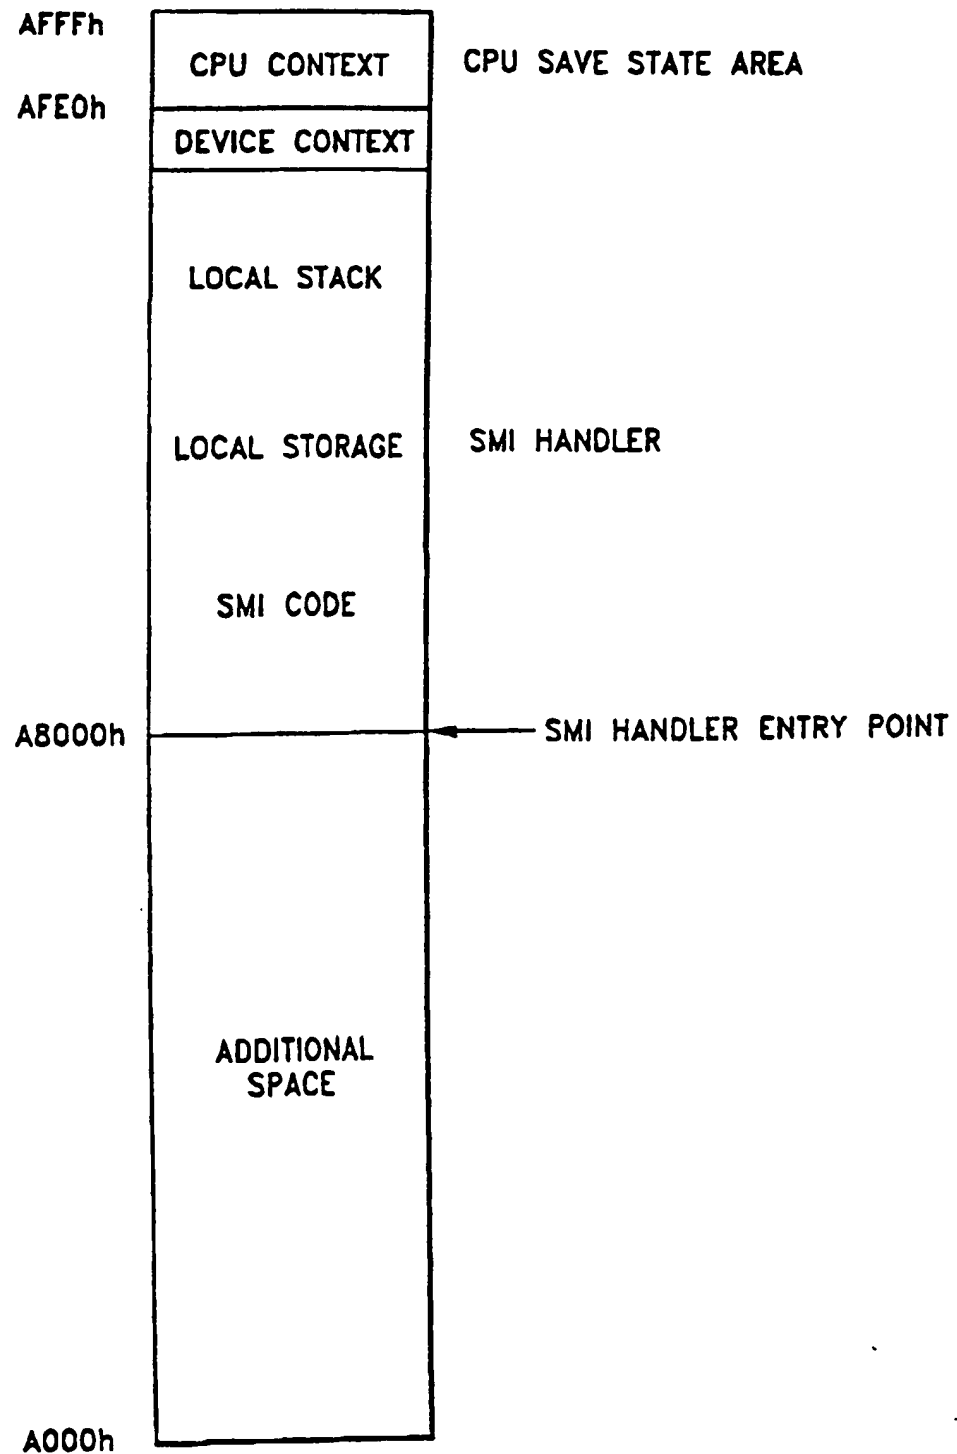 AFFFh
CPU CONTEXT
CPU SAVE STATE AREA
AFE0h
DEVICE CONTEXT
LOCAL STACK
LOCAL STORAGE
SMI HANDLER
SMI CODE
A8000h
SMI HANDLER ENTRY POINT
ADDITIONAL
SPACE
A000h